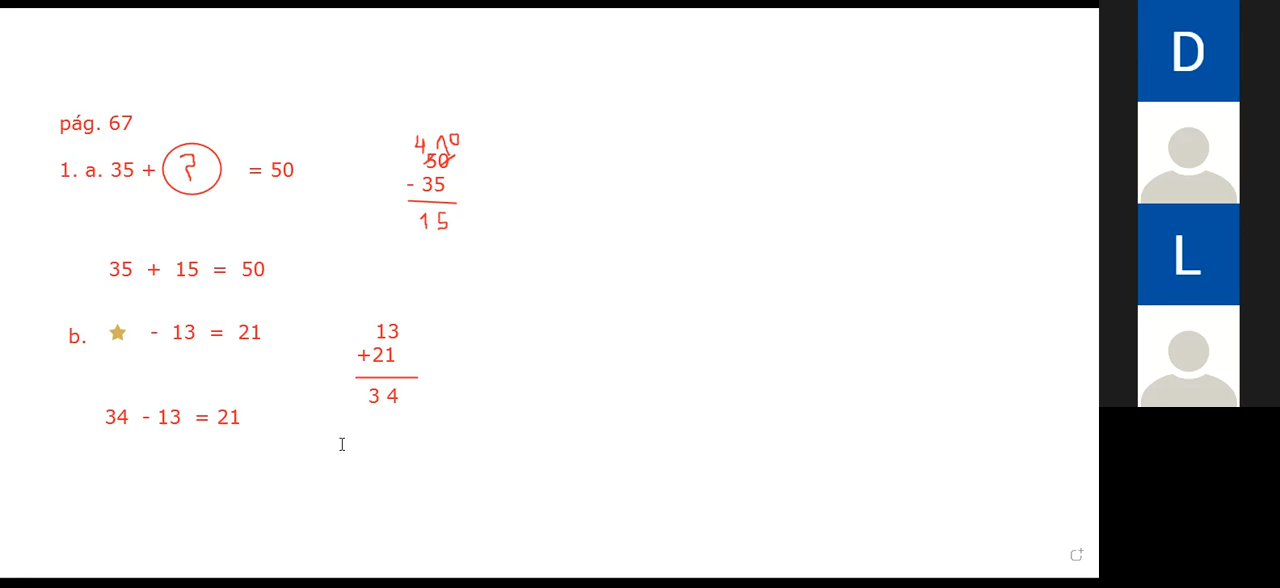 pág. 67
1. a. 35 + ? = 50
4 10
50
- 35
15
35 + 15 = 50
b. ★ - 13 = 21
13
+21
34
34 - 13 = 21
D
L